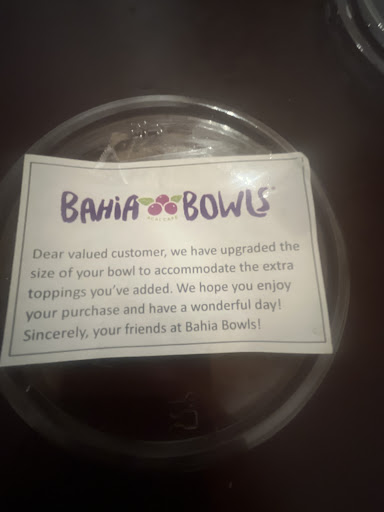 BAHIA BOWLS
Dear valued customer, we have upgraded the
size of your bowl to accommodate the extra
toppings you've added. We hope you enjoy
your purchase and have a wonderful day!
Sincerely, your friends at Bahia Bowls!